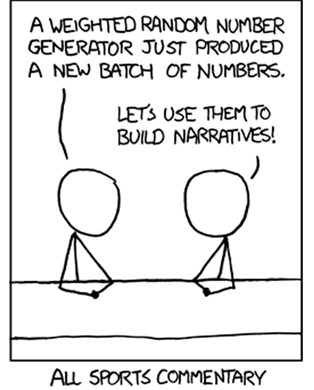 A WEIGHTED RANDOM NUMBER
GENERATOR JUST PRODUCED
A NEW BATCH OF NUMBERS.
LET'S USE THEM TO
BUILD NARRATIVES!
ALL SPORTS COMMENTARY